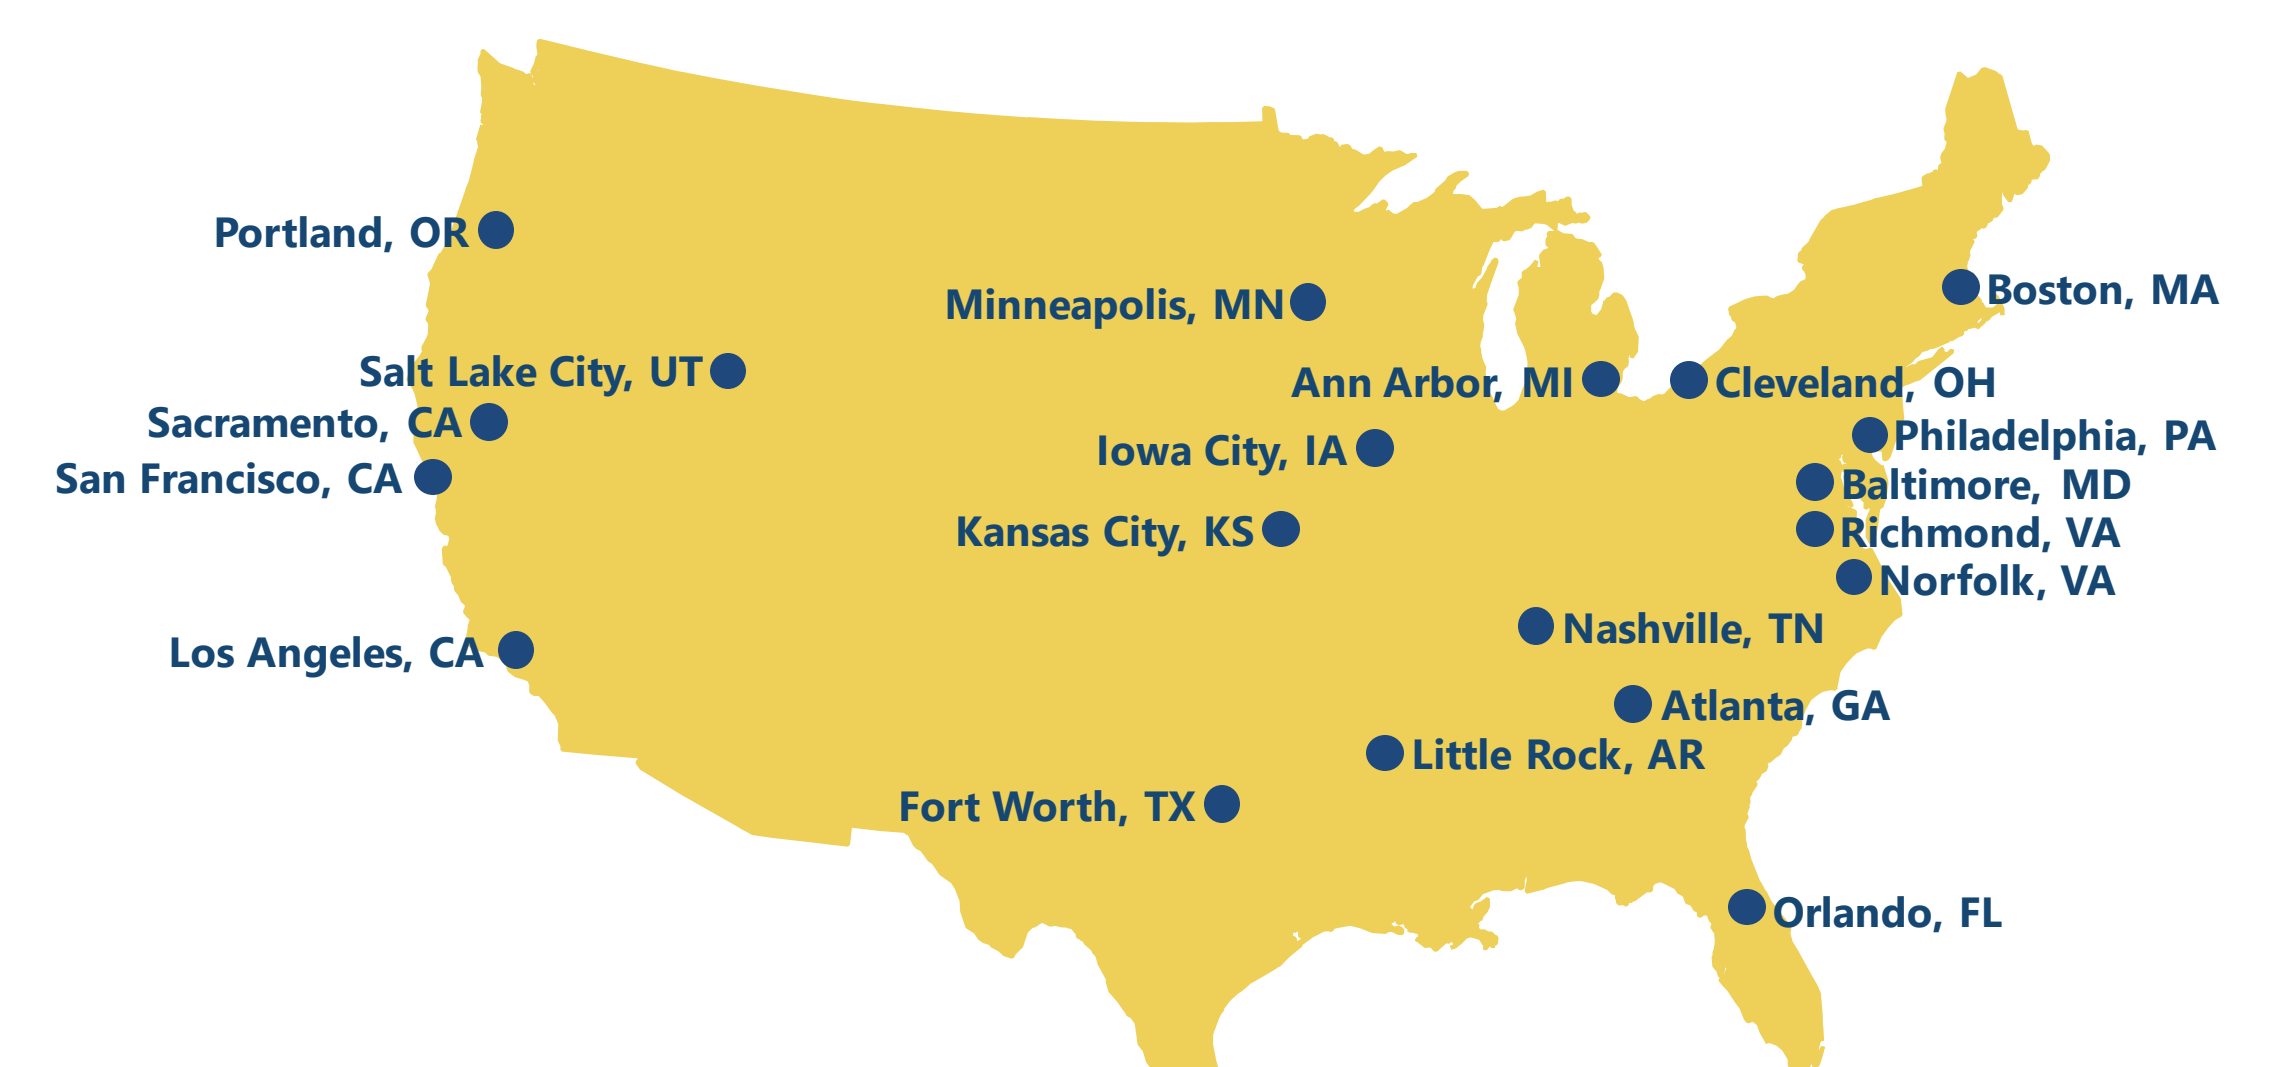 Portland, OR
Boston, MA
Minneapolis, MN
Salt Lake City, UT
Ann Arbor, MI
Cleveland, OH
Sacramento, CA
Philadelphia, PA
Iowa City, IA
San Francisco, CA
Baltimore, MD
Kansas City, KS
Richmond, VA
Norfolk, VA
Nashville, TN
Los Angeles, CA
Atlanta, GA
Little Rock, AR
Fort Worth, TX
Orlando, FL